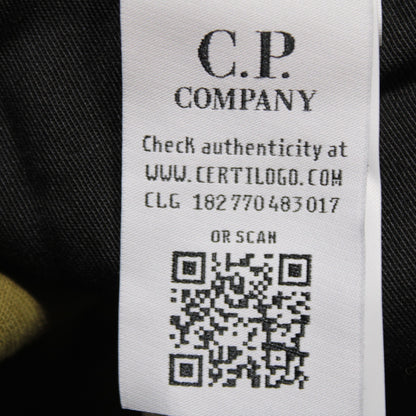 C.P.
COMPANY
Check authenticity at
WWW.CERTILOGO.COM
CLG 182770483017
OR SCAN